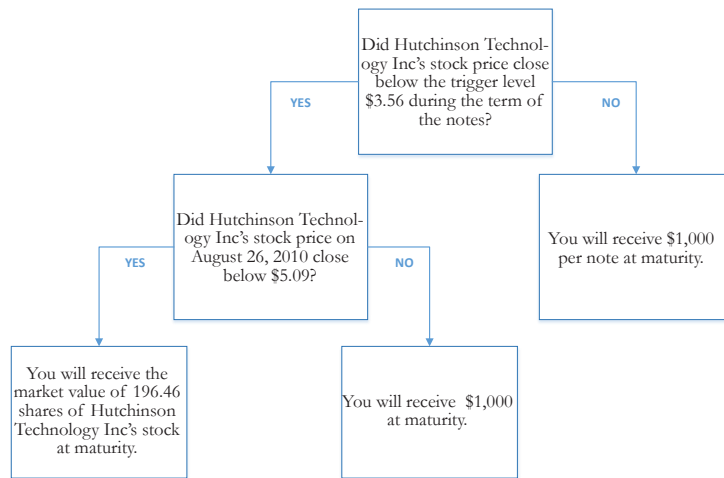 Did Hutchinson Technol-
ogy Inc's stock price close
below the trigger level
$3.56 during the term of
the notes?
YES
NO
Did Hutchinson Technol-
ogy Inc's stock price on
August 26, 2010 close
below $5.09?
You will receive $1,000
per note at maturity.
YES
NO
You will receive the
market value of 196.46
shares of Hutchinson
Technology Inc's stock
at maturity.
You will receive $1,000
at maturity.